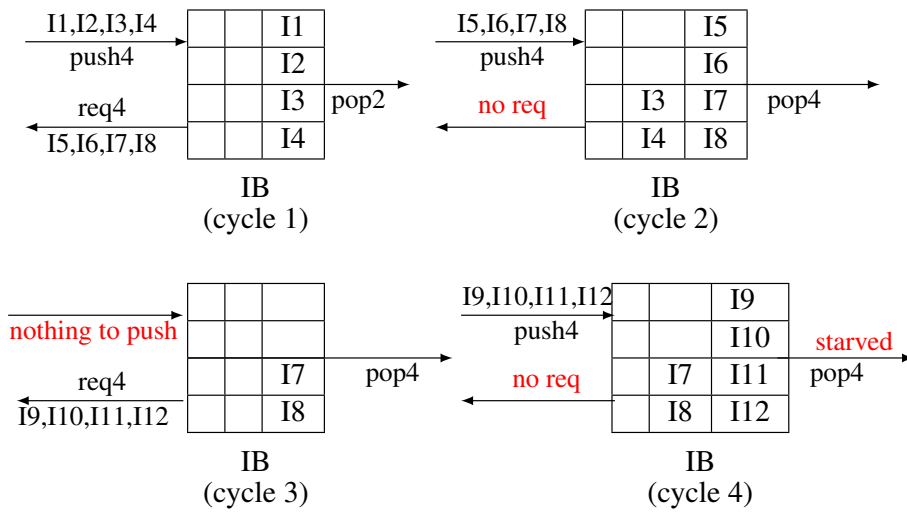 I1,I2,I3,I4
push4
req4
I5,I6,I7,I8
I1
I2
I3
I4
pop2
IB
(cycle 1)
I5,I6,I7,I8
push4
no req
I5
I6
I3 I7
I4 I8
pop4
IB
(cycle 2)
nothing to push
req4
I9,I10,I11,I12
I7
I8
pop4
IB
(cycle 3)
I9,I10,I11,I12
push4
no req
I9
I10
I7 I11
I8 I12
starved
pop4
IB
(cycle 4)